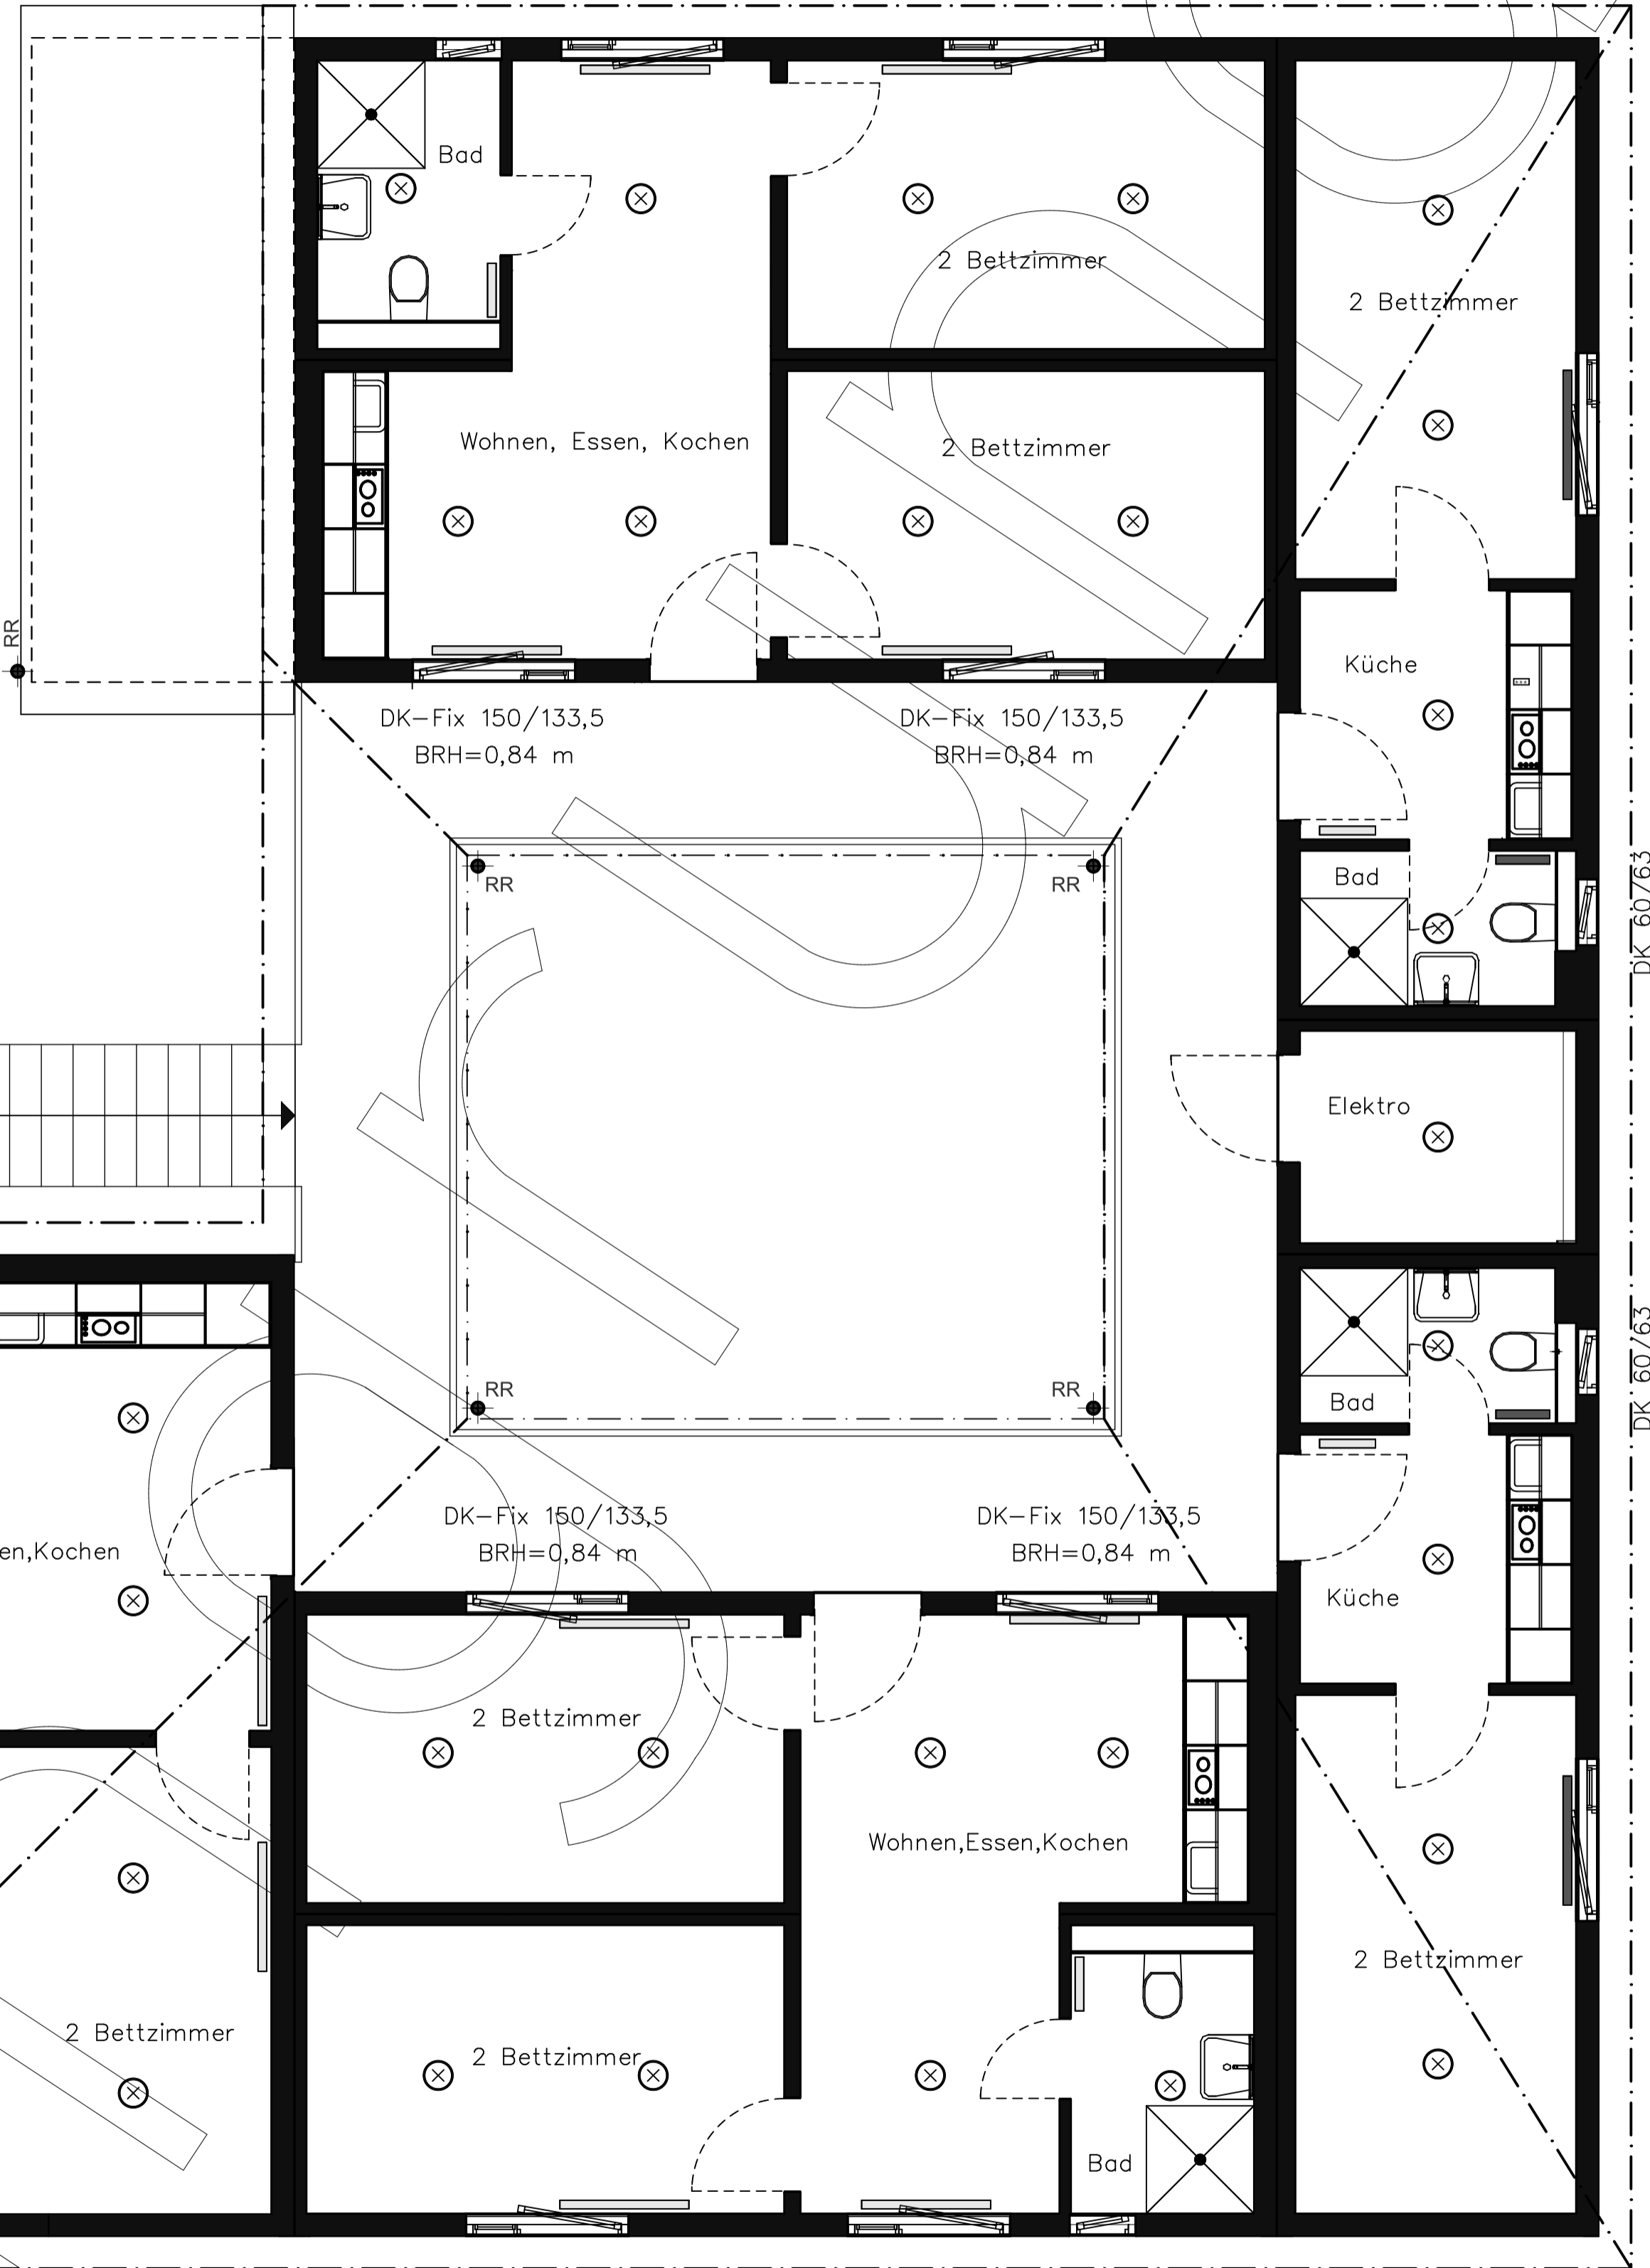 Bad
2 Bettzimmer
2 Bettzimmer
Wohnen, Essen, Kochen
2 Bettzimmer
RR
Küche
DK-Fix 150/133,5
BRH=0,84 m
DK-Fix 150/133,5
BRH=0,84 m
RR
RR
Bad
DK 60/63
Elektro
RR
RR
DK 60/63
Bad
DK-Fix 150/133,5
BRH=0,84 m
DK-Fix 150/133,5
BRH=0,84 m
en,Kochen
Küche
2 Bettzimmer
Wohnen,Essen,Kochen
2 Bettzimmer
2 Bettzimmer
2 Bettzimmer
Bad